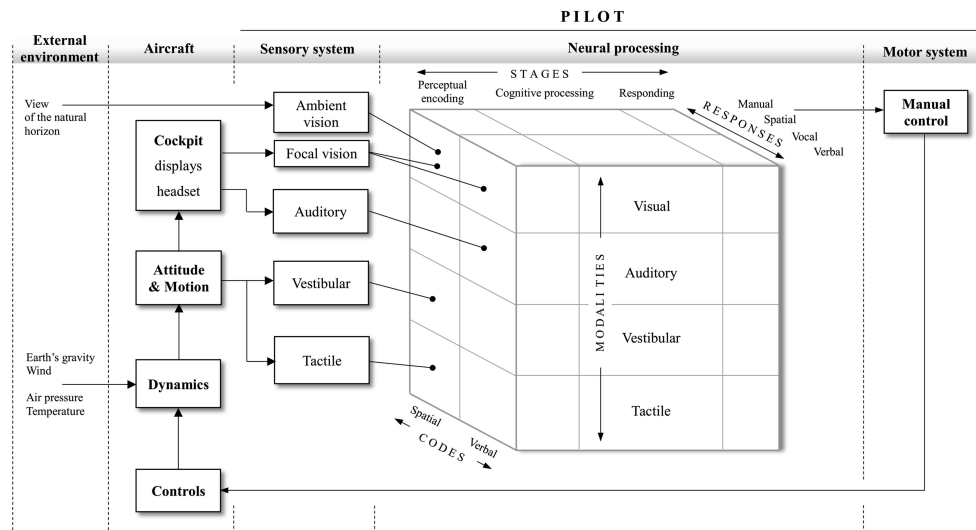 PILOT
External
environment
Aircraft
Sensory system
Neural processing
Motor system
View
of the natural
horizon
Earth's gravity
Wind
Air pressure
Temperature
Cockpit
displays
headset
Attitude
& Motion
Dynamics
Controls
Ambient
vision
Focal vision
Auditory
Vestibular
Tactile
STAGES
Perceptual
encoding
Cognitive processing
Responding
RESPONSES
Manual
Spatial
Vocal
Verbal
MODALITIES
Visual
Auditory
Vestibular
Tactile
Spatial
Verbal
CODES
Manual
control